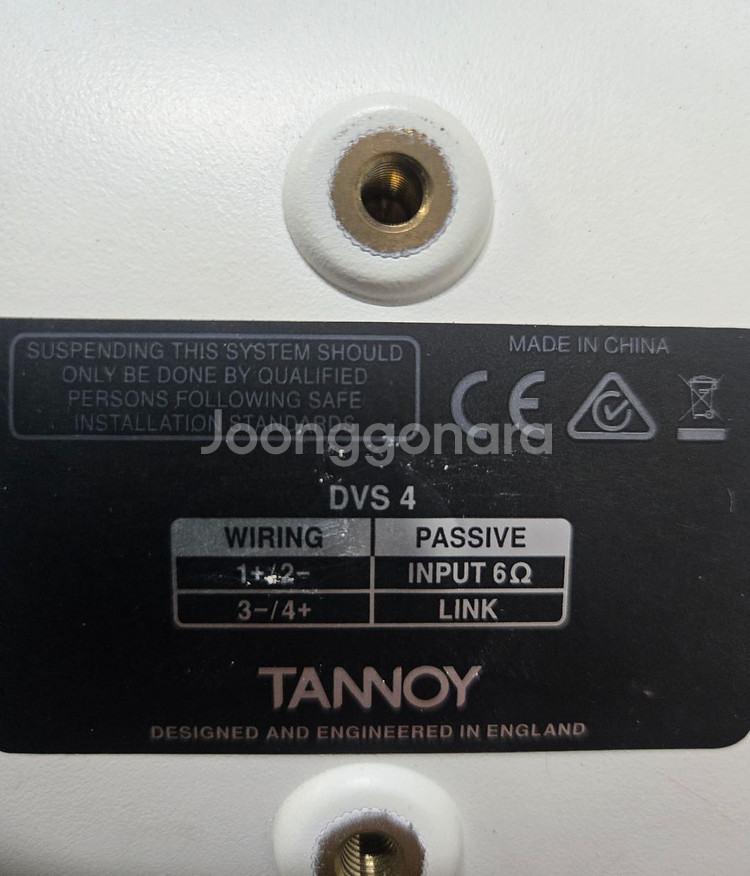 SUSPENDING THIS SYSTEM SHOULD
ONLY BE DONE BY QUALIFIED
PERSONS FOLLOWING SAFE
INSTALLATION STANDARDS
MADE IN CHINA
CE
Joonggonara
DVS 4
WIRING PASSIVE
1+/2- INPUT 6Ω
3-/4+ LINK
TANNOY
DESIGNED AND ENGINEERED IN ENGLAND